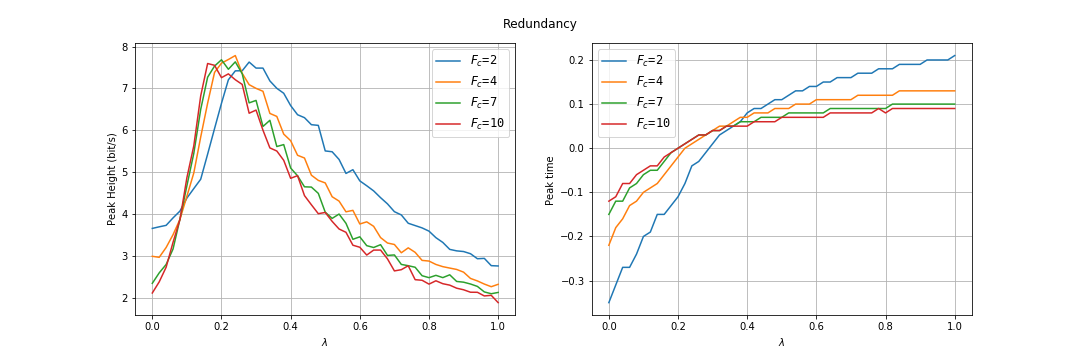 Redundancy
8
7
6
5
4
3
2
Peak Height (bit/s)
0.0 0.2 0.4 0.6 0.8 1.0
λ
F_c=2
F_c=4
F_c=7
F_c=10
0.2
0.1
0.0
−0.1
−0.2
−0.3
Peak time
0.0 0.2 0.4 0.6 0.8 1.0
λ
F_c=2
F_c=4
F_c=7
F_c=10